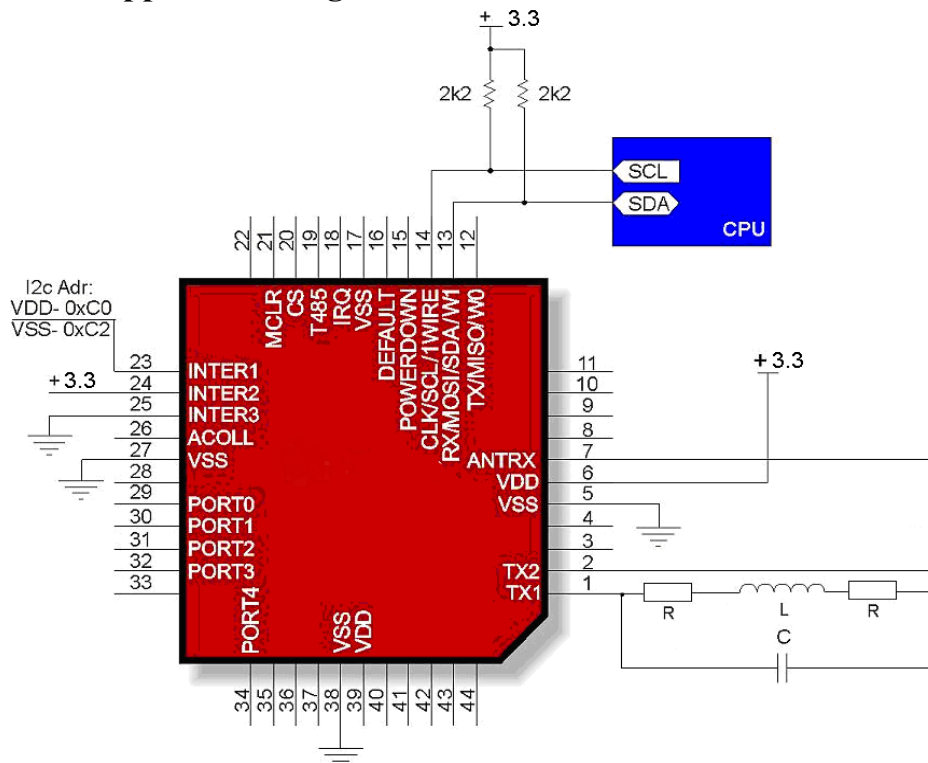 + 3.3
2k2
2k2
SCL
SDA
CPU
22
21
20
19
18
17
16
15
14
13
12
MCLR
CS
T485
IRQ
VSS
DEFAULT
POWERDOWN
CLK/SCL/1WIRE
RX/MOSI/SDA/W1
TX/MISO/W0
I2c Adr:
VDD- 0xC0
VSS- 0xC2
23
INTER1
+3.3
24
INTER2
25
INTER3
26
ACOLL
27
VSS
28
29
PORT0
30
PORT1
31
PORT2
32
PORT3
33
11
10
9
8
ANTRX
7
VDD
6
VSS
5
4
3
TX2
2
TX1
1
+ 3.3
R
L
R
C
PORT4
VSS
VDD
34
35
36
37
38
39
40
41
42
43
44